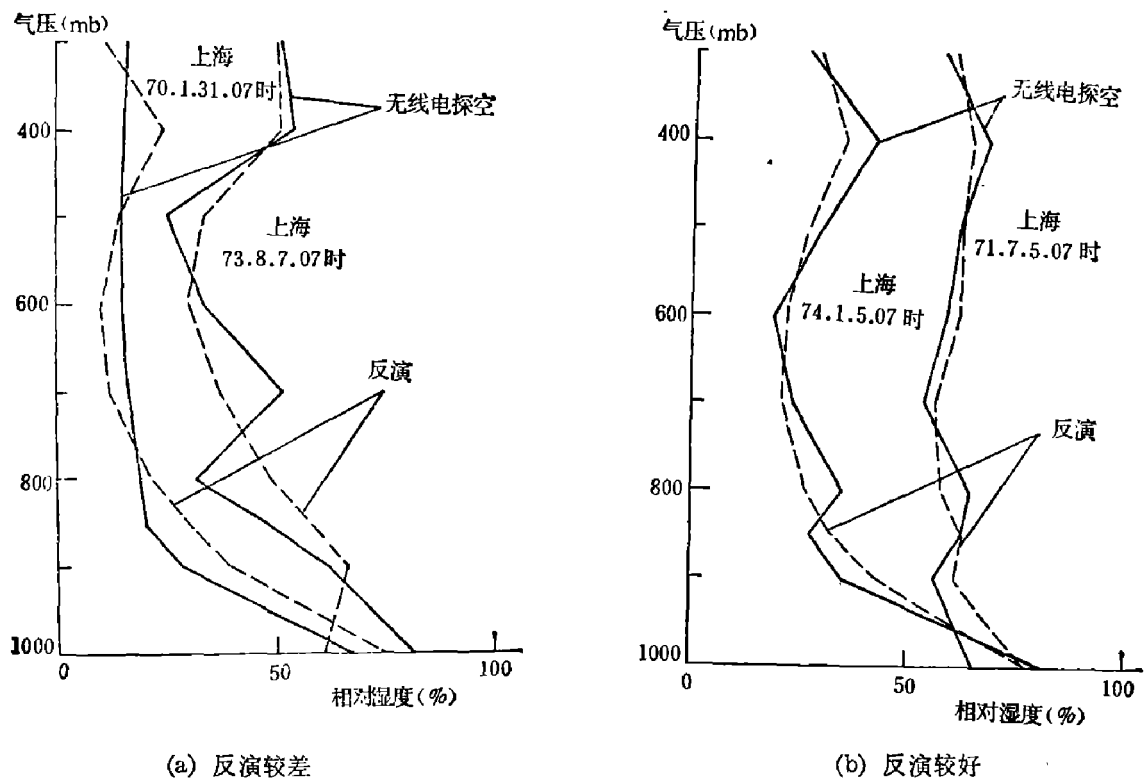 气压(mb)
上海
70.1.31.07时
无线电探空
400
上海
73.8.7.07时
600
反演
800
1000
0
50
100
相对湿度(%)
(a) 反演较差
气压(mb)
无线电探空
400
上海
71.7.5.07时
上海
74.1.5.07时
600
反演
800
1000
0
50
100
相对湿度(%)
(b) 反演较好